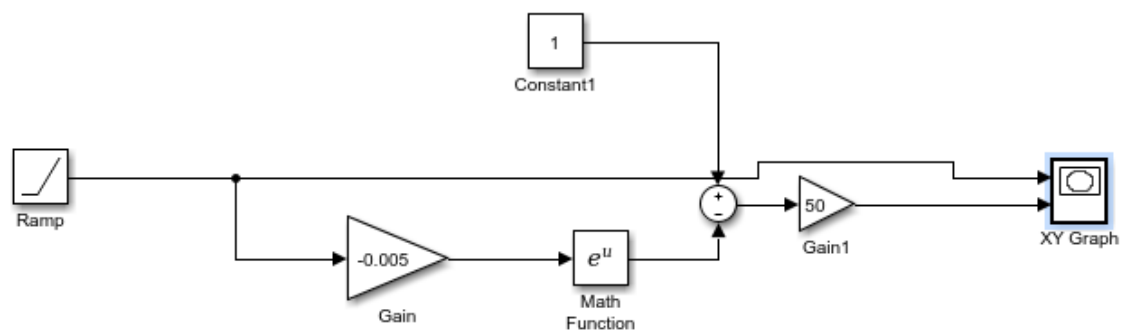 1
Constant1
Ramp
+
-
50
Gain1
XY Graph
-0.005
Gain
e^u
Math
Function